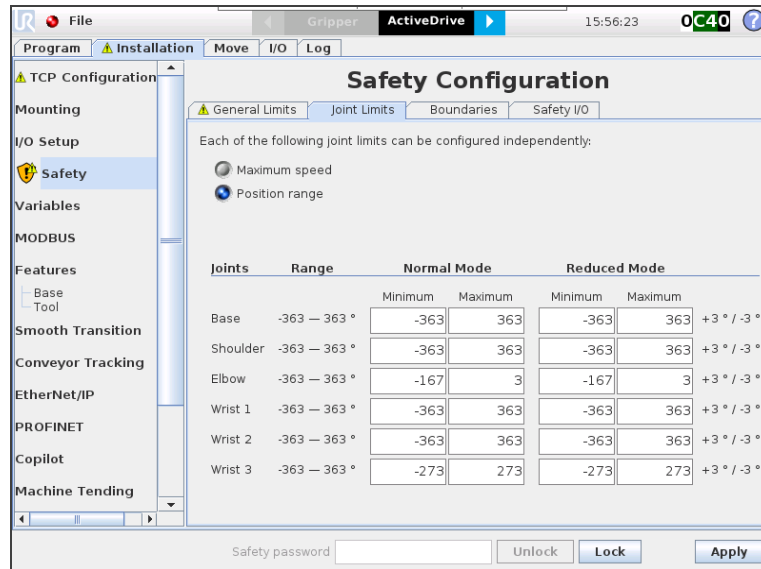 UR File Gripper ActiveDrive 15:56:23 0C40 ?
Program Installation Move I/O Log
TCP Configuration
Mounting
I/O Setup
Safety
Variables
MODBUS
Features
Base
Tool
Smooth Transition
Conveyor Tracking
EtherNet/IP
PROFINET
Copilot
Machine Tending
Safety Configuration
General Limits Joint Limits Boundaries Safety I/O
Each of the following joint limits can be configured independently:
Maximum speed
Position range
Joints Range Normal Mode Reduced Mode
Minimum Maximum Minimum Maximum
Base -363 — 363 ° -363 363 -363 363 +3 ° / -3 °
Shoulder -363 — 363 ° -363 363 -363 363 +3 ° / -3 °
Elbow -363 — 363 ° -167 3 -167 3 +3 ° / -3 °
Wrist 1 -363 — 363 ° -363 363 -363 363 +3 ° / -3 °
Wrist 2 -363 — 363 ° -363 363 -363 363 +3 ° / -3 °
Wrist 3 -363 — 363 ° -273 273 -273 273 +3 ° / -3 °
Safety password Unlock Lock Apply